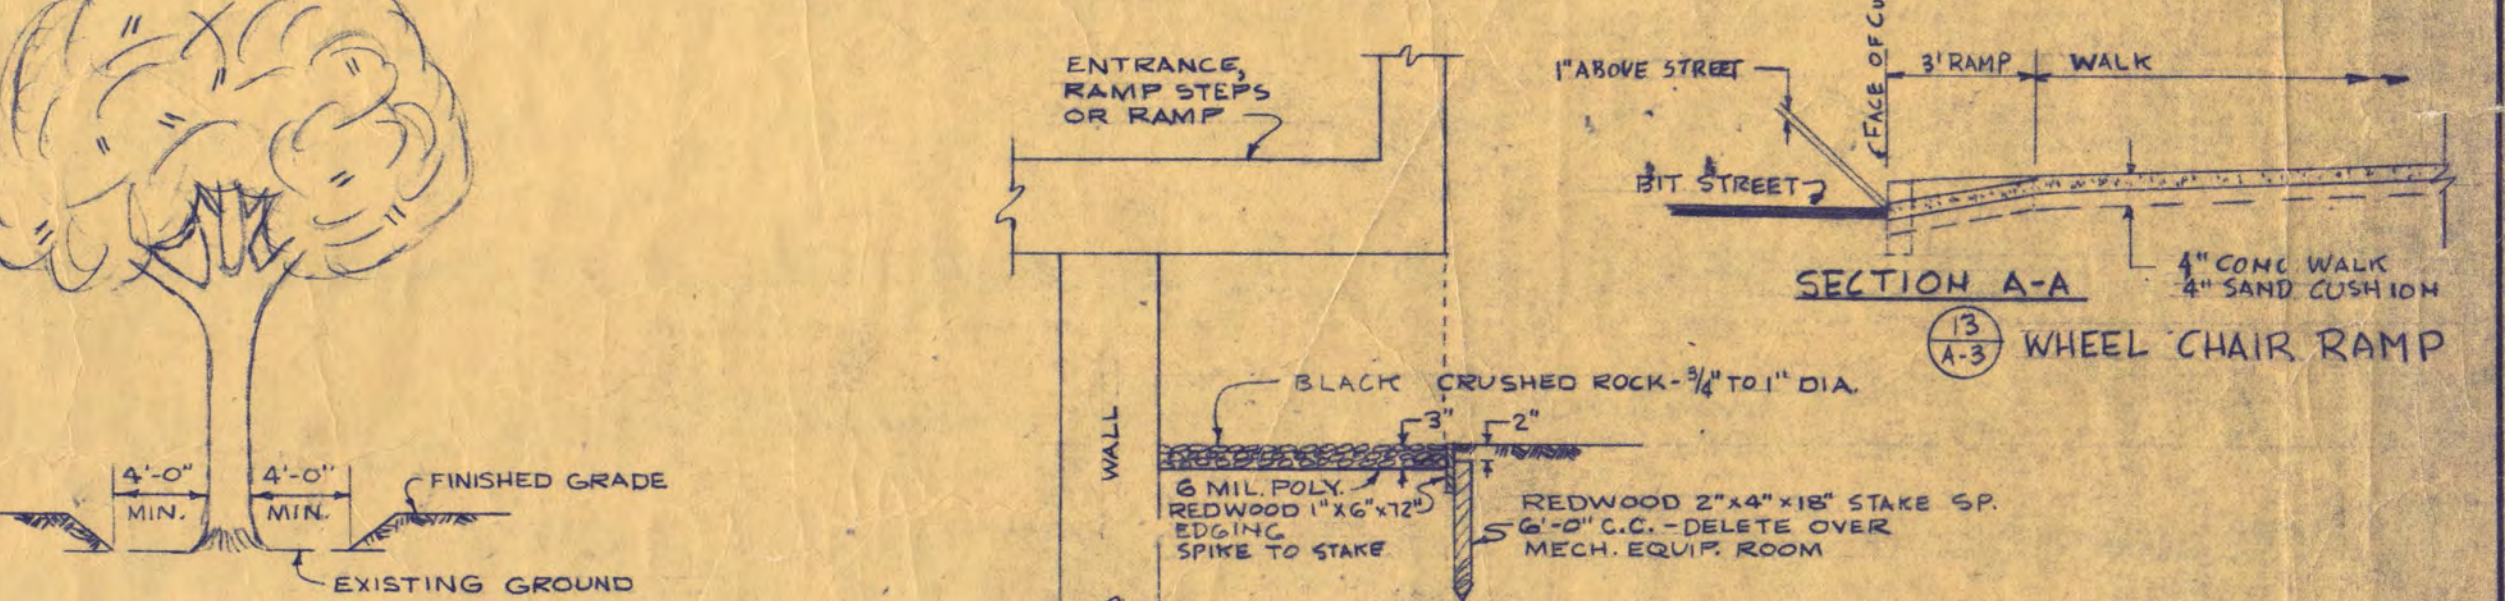 4'-0"
MIN.
4'-0"
MIN.
FINISHED GRADE
EXISTING GROUND
ENTRANCE,
RAMP STEPS
OR RAMP
WALL
BLACK CRUSHED ROCK-3/4" TO 1" DIA.
3"
2"
6 MIL. POLY.
REDWOOD 1"X6"x72"
EDGING
SPIKE TO STAKE
REDWOOD 2"x4"x18" STAKE SP.
6'-0" C.C. - DELETE OVER
MECH. EQUIP. ROOM
1" ABOVE STREET
FACE OF
3' RAMP
WALK
BIT STREET
4" CONC WALK
4" SAND CUSHION
SECTION A-A
13
A-3
WHEEL CHAIR RAMP